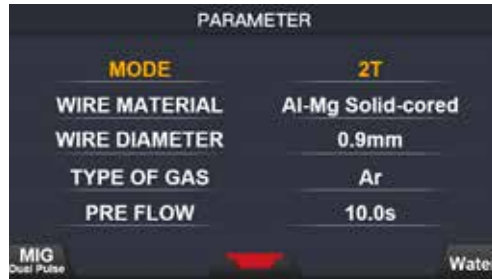 PARAMETER
MODE 2T
WIRE MATERIAL Al-Mg Solid-cored
WIRE DIAMETER 0.9mm
TYPE OF GAS Ar
PRE FLOW 10.0s
MIG Wate
Dual Pulse